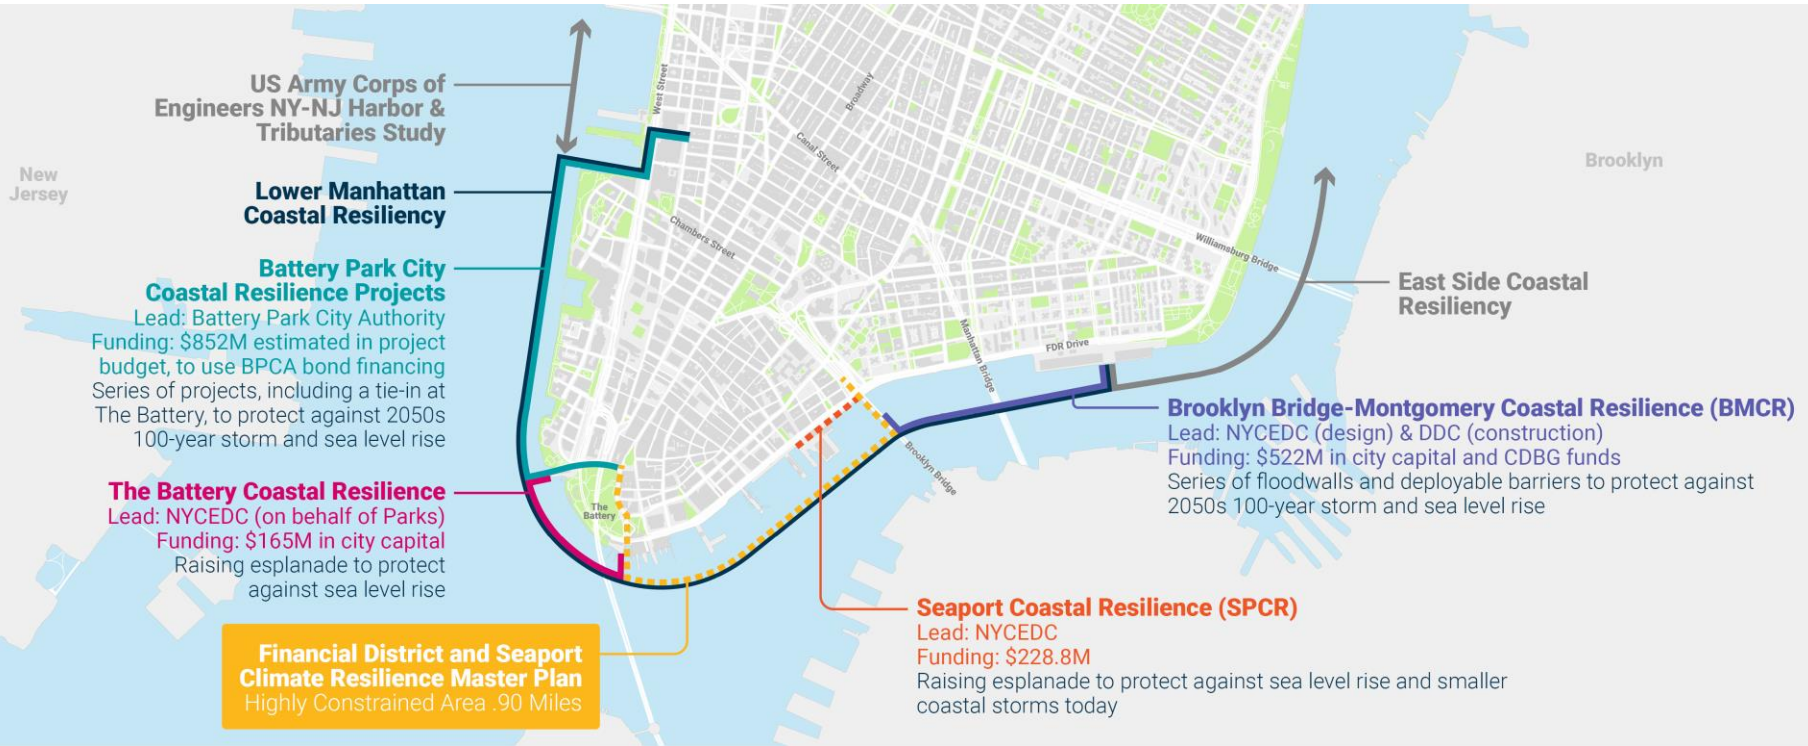 US Army Corps of
Engineers NY-NJ Harbor &
Tributaries Study
New
Jersey
Lower Manhattan
Coastal Resiliency
Battery Park City
Coastal Resilience Projects
Lead: Battery Park City Authority
Funding: $852M estimated in project
budget, to use BPCA bond financing
Series of projects, including a tie-in at
The Battery, to protect against 2050s
100-year storm and sea level rise
The Battery Coastal Resilience
Lead: NYCEDC (on behalf of Parks)
Funding: $165M in city capital
Raising esplanade to protect
against sea level rise
Financial District and Seaport
Climate Resilience Master Plan
Highly Constrained Area .90 Miles
West Street
Broadway
Canal Street
Chambers Street
Williamsburg Bridge
Manhattan Bridge
FDR Drive
Brooklyn Bridge
The
Battery
Brooklyn
East Side Coastal
Resiliency
Brooklyn Bridge-Montgomery Coastal Resilience (BMCR)
Lead: NYCEDC (design) & DDC (construction)
Funding: $522M in city capital and CDBG funds
Series of floodwalls and deployable barriers to protect against
2050s 100-year storm and sea level rise
Seaport Coastal Resilience (SPCR)
Lead: NYCEDC
Funding: $228.8M
Raising esplanade to protect against sea level rise and smaller
coastal storms today